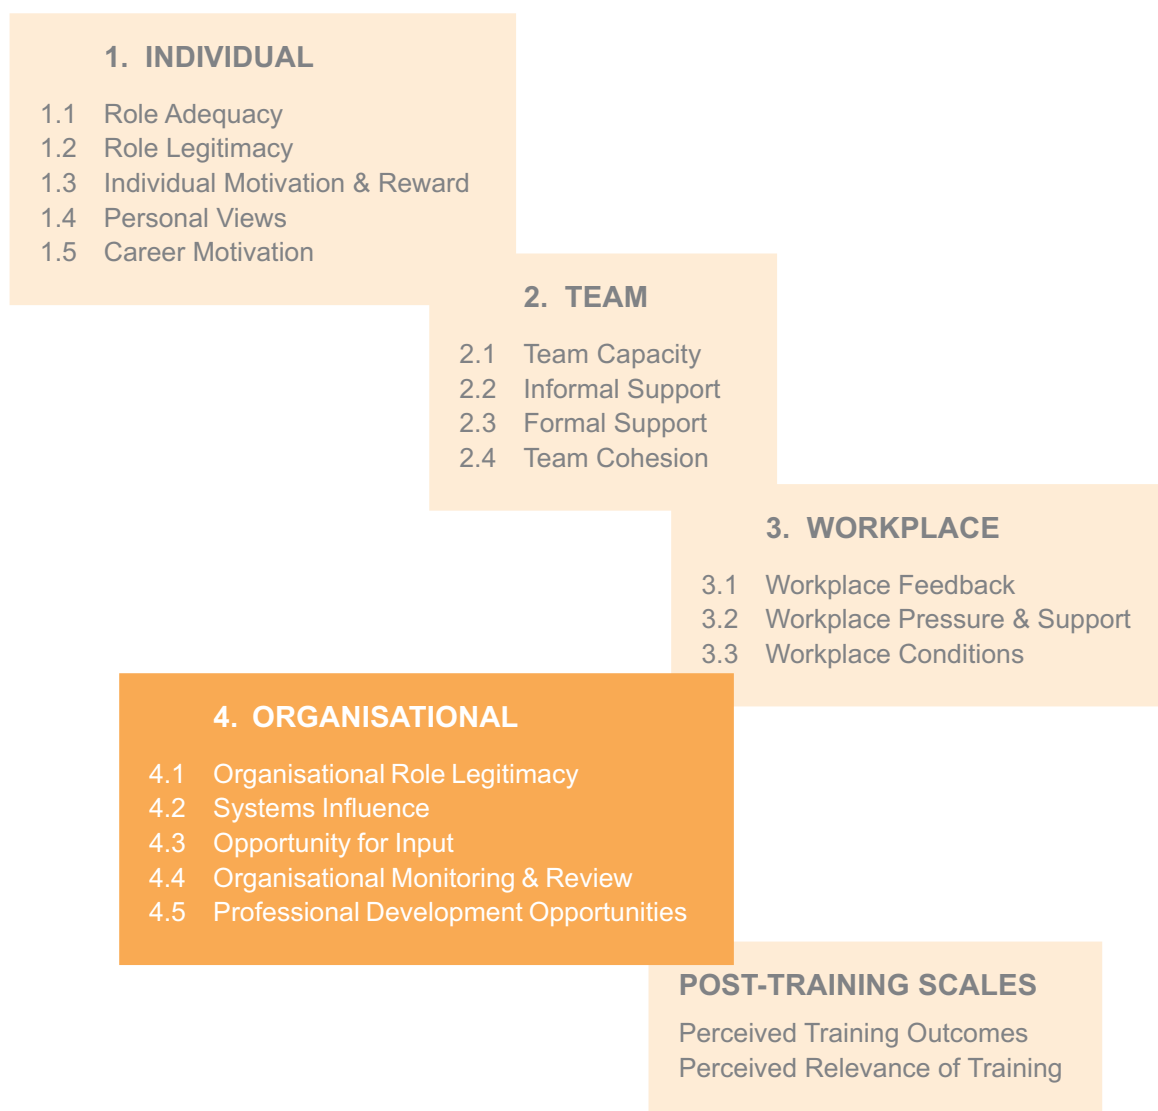 1. INDIVIDUAL
1.1 Role Adequacy
1.2 Role Legitimacy
1.3 Individual Motivation & Reward
1.4 Personal Views
1.5 Career Motivation
2. TEAM
2.1 Team Capacity
2.2 Informal Support
2.3 Formal Support
2.4 Team Cohesion
3. WORKPLACE
3.1 Workplace Feedback
3.2 Workplace Pressure & Support
3.3 Workplace Conditions
4. ORGANISATIONAL
4.1 Organisational Role Legitimacy
4.2 Systems Influence
4.3 Opportunity for Input
4.4 Organisational Monitoring & Review
4.5 Professional Development Opportunities
POST-TRAINING SCALES
Perceived Training Outcomes
Perceived Relevance of Training